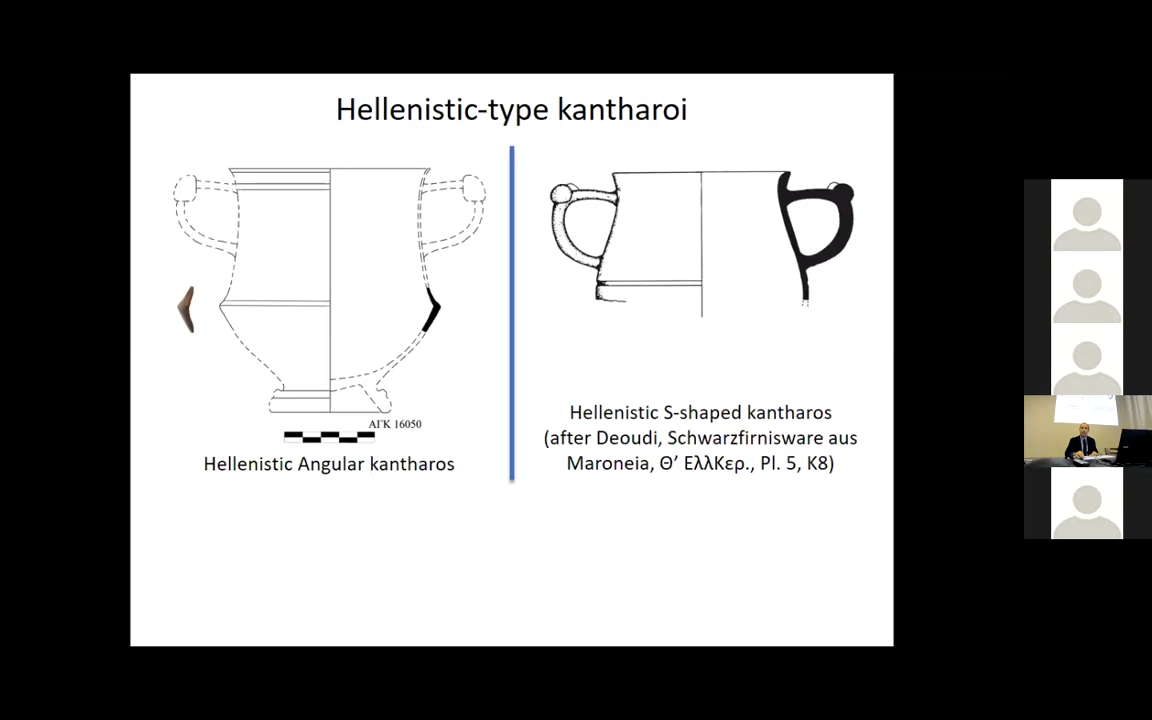 Hellenistic-type kantharoi
ΑΓΚ 16050
Hellenistic Angular kantharos
Hellenistic S-shaped kantharos
(after Deoudi, Schwarzfirnisware aus
Maroneia, Θ’ ΕλλΚερ., Pl. 5, K8)